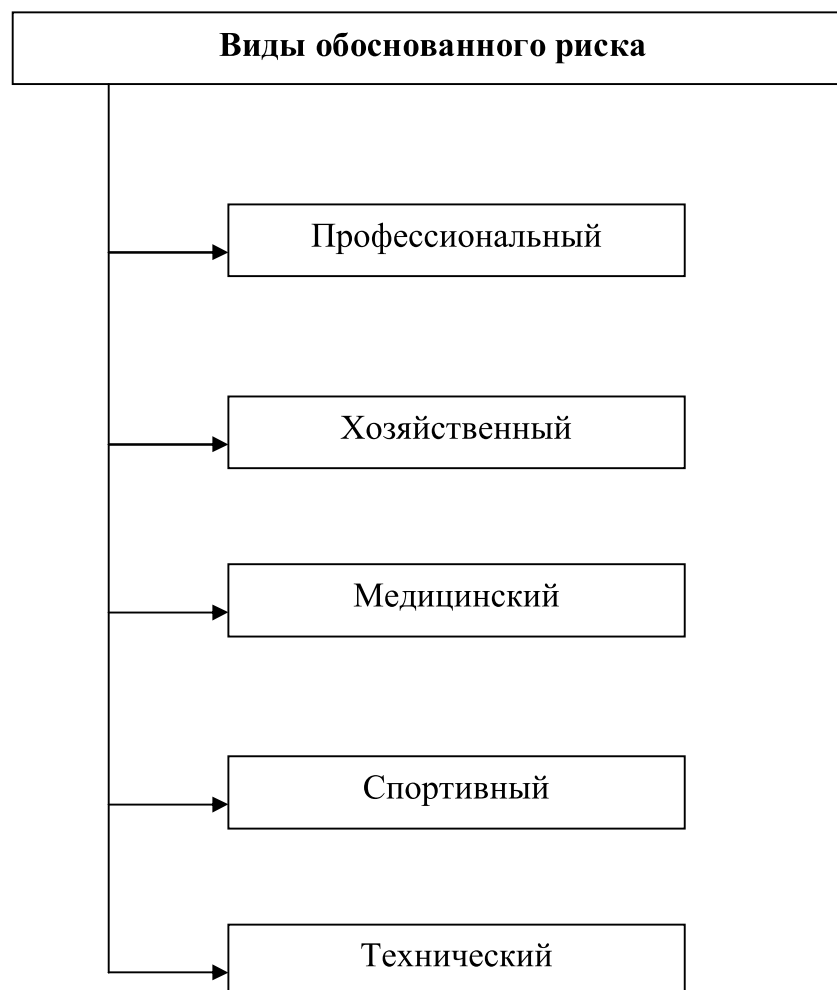 Виды обоснованного риска
Профессиональный
Хозяйственный
Медицинский
Спортивный
Технический